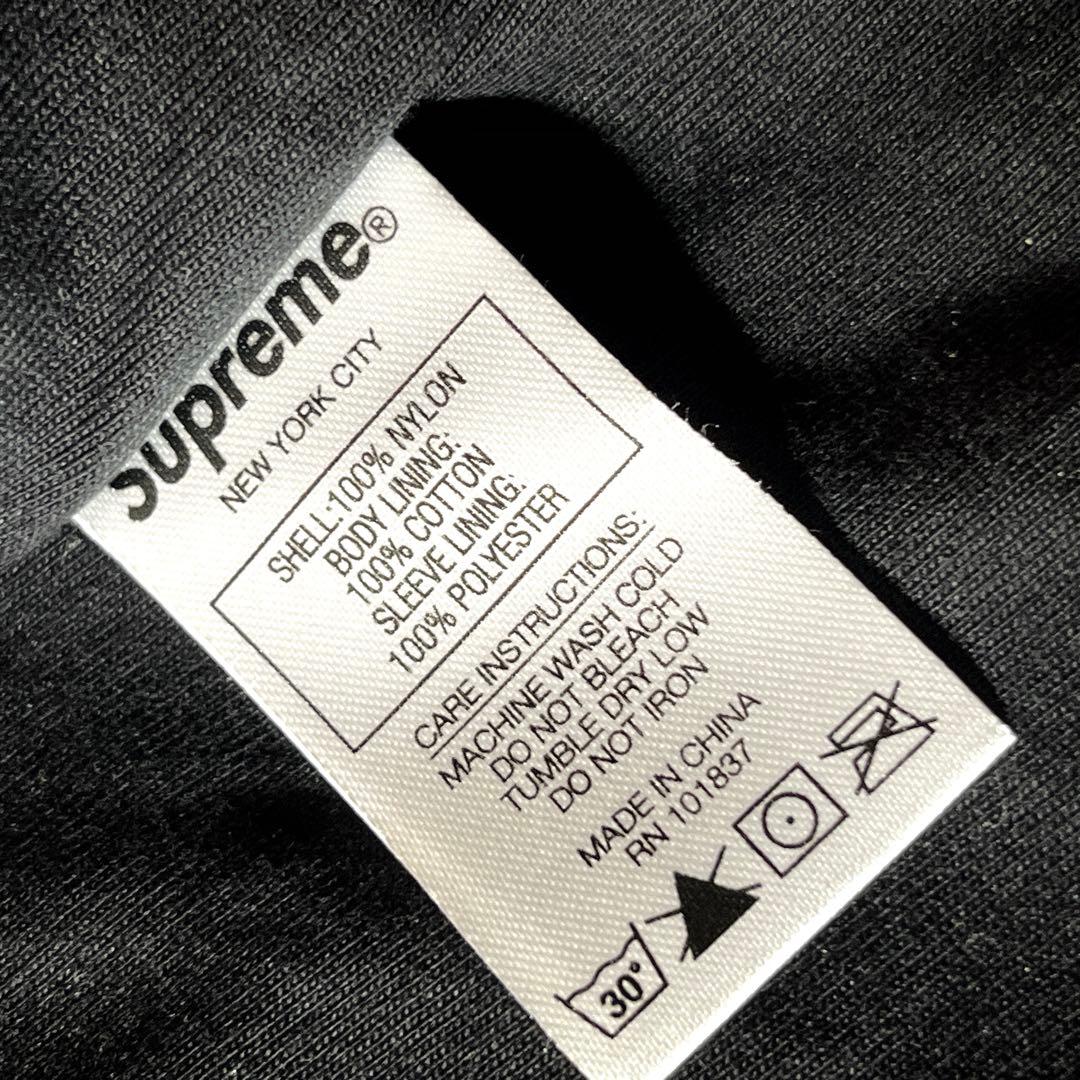 Supreme®
NEW YORK CITY
SHELL:100% NYLON
BODY LINING:
100% COTTON
SLEEVE LINING:
100% POLYESTER
CARE INSTRUCTIONS:
MACHINE WASH COLD
DO NOT BLEACH
TUMBLE DRY LOW
DO NOT IRON
MADE IN CHINA
RN 101837
30°